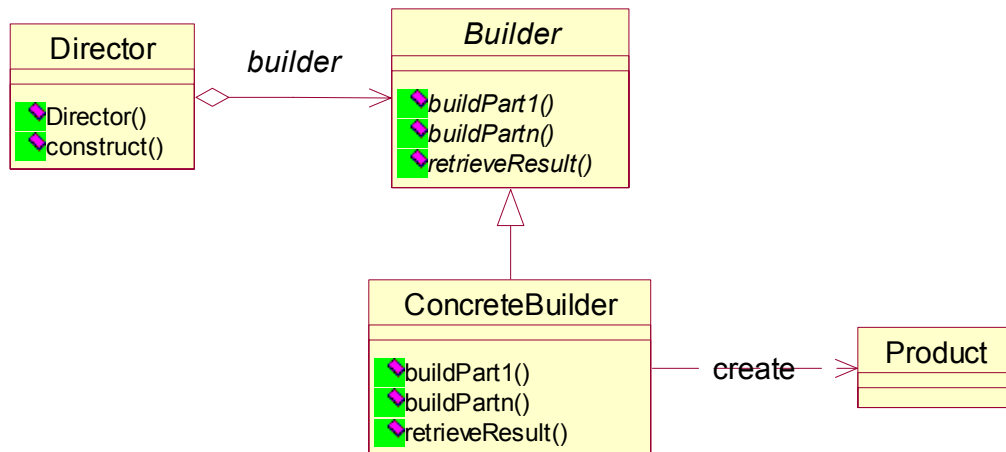 Director
Director()
construct()
builder
Builder
buildPart1()
buildPartn()
retrieveResult()
ConcreteBuilder
buildPart1()
buildPartn()
retrieveResult()
create
Product